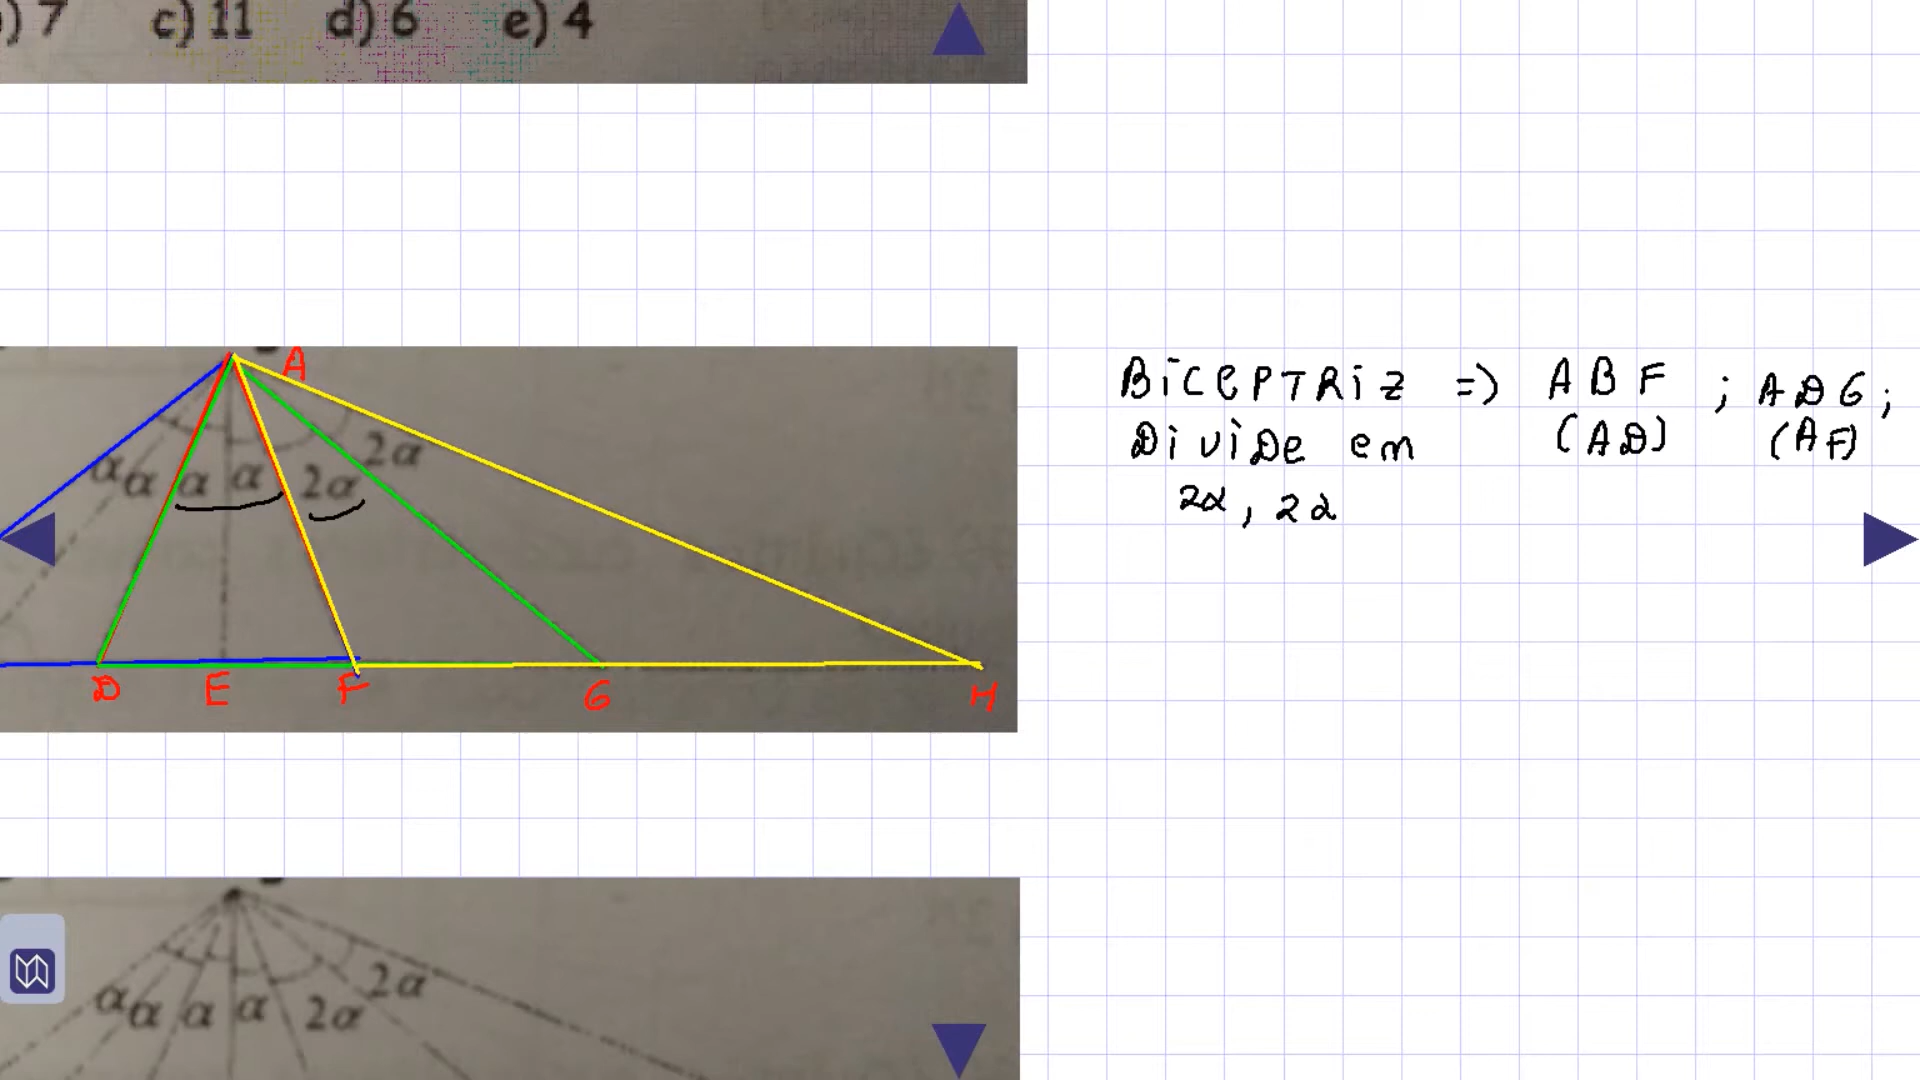 ) 7 c) 11 d) 6 e) 4
A
α α α α 2α 2α
D E F G H
BiCePTRiz => ABF ; ADG;
DiViDe em (AD) (AF)
2α, 2α
α α α α 2α 2α